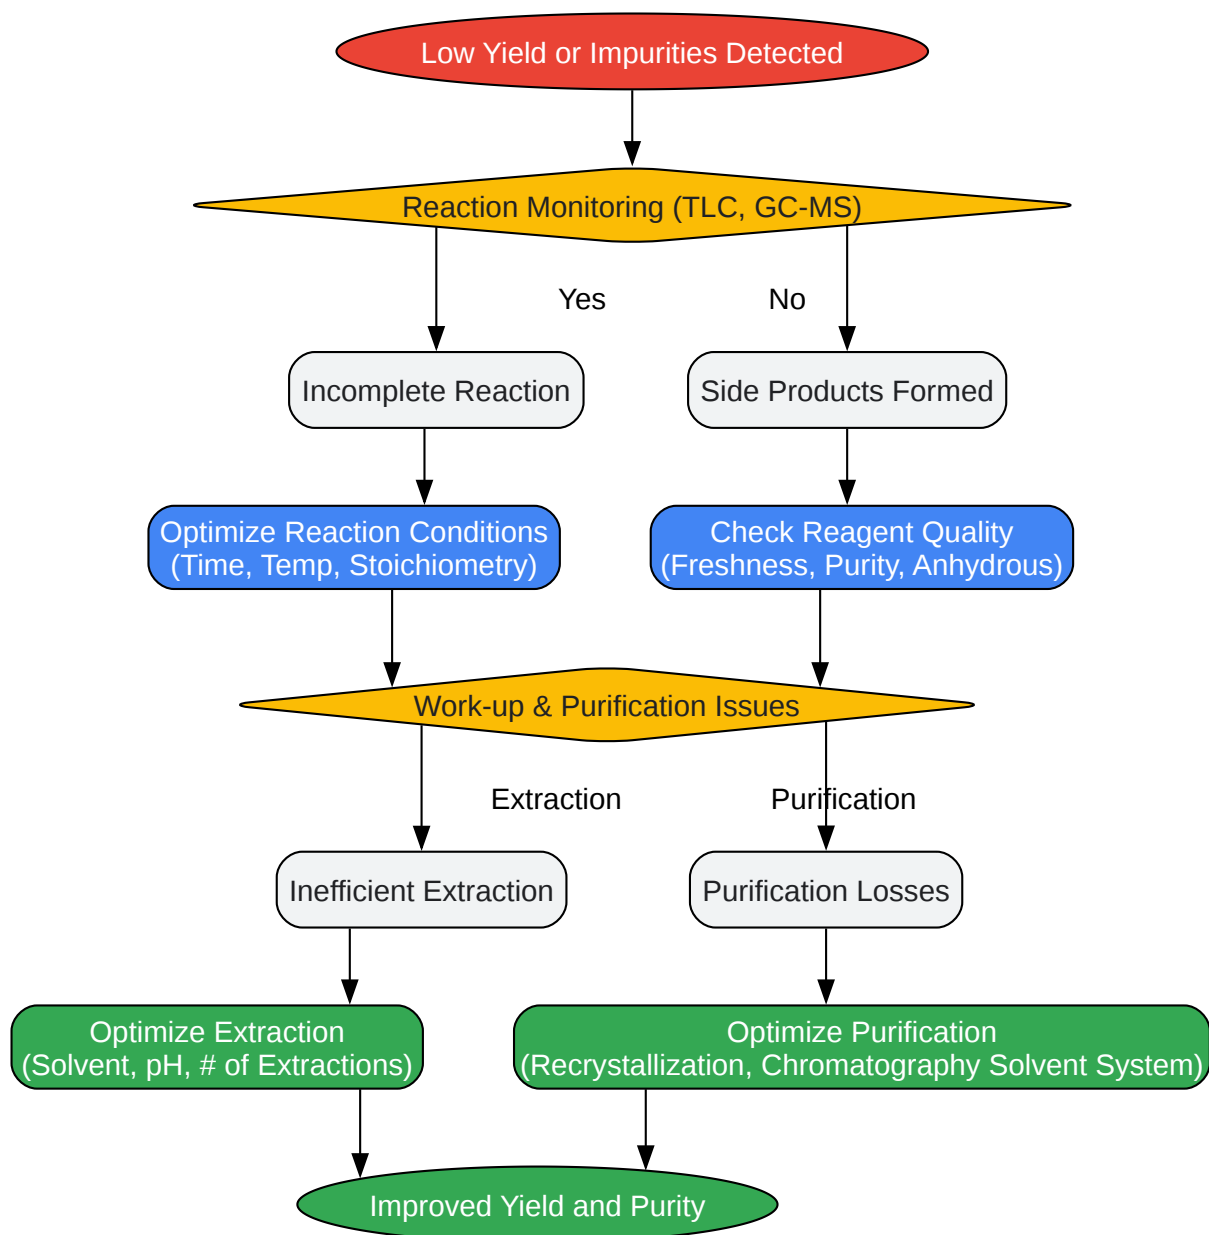 Low Yield or Impurities Detected
Reaction Monitoring (TLC, GC-MS)
Yes
No
Incomplete Reaction
Side Products Formed
Optimize Reaction Conditions
(Time, Temp, Stoichiometry)
Check Reagent Quality
(Freshness, Purity, Anhydrous)
Work-up & Purification Issues
Extraction
Purification
Inefficient Extraction
Purification Losses
Optimize Extraction
(Solvent, pH, # of Extractions)
Optimize Purification
(Recrystallization, Chromatography Solvent System)
Improved Yield and Purity